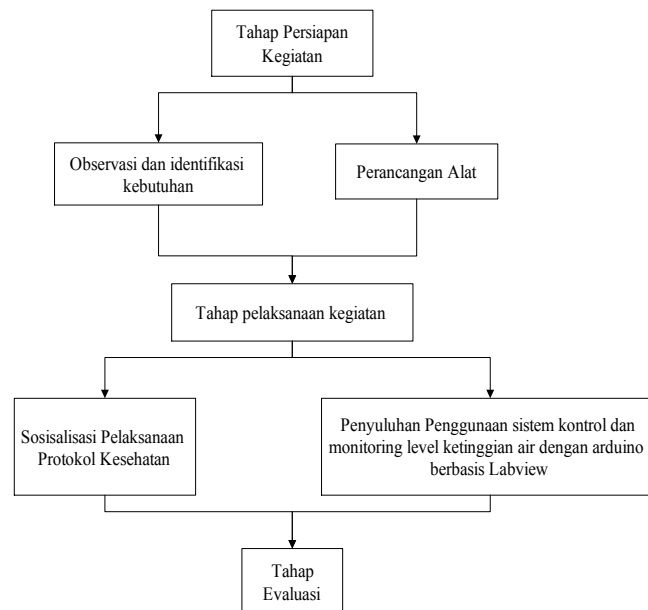 Tahap Persiapan
Kegiatan
Observasi dan identifikasi
kebutuhan
Perancangan Alat
Tahap pelaksanaan kegiatan
Sosisalisasi Pelaksanaan
Protokol Kesehatan
Penyuluhan Penggunaan sistem kontrol dan
monitoring level ketinggian air dengan arduino
berbasis Labview
Tahap
Evaluasi